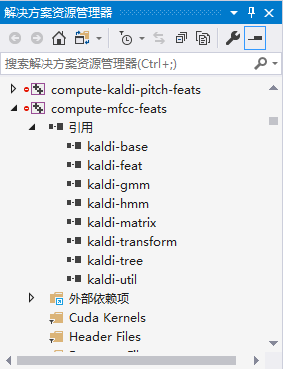 解决方案资源管理器
搜索解决方案资源管理器(Ctrl+;)
compute-kaldi-pitch-feats
compute-mfcc-feats
引用
kaldi-base
kaldi-feat
kaldi-gmm
kaldi-hmm
kaldi-matrix
kaldi-transform
kaldi-tree
kaldi-util
外部依赖项
Cuda Kernels
Header Files